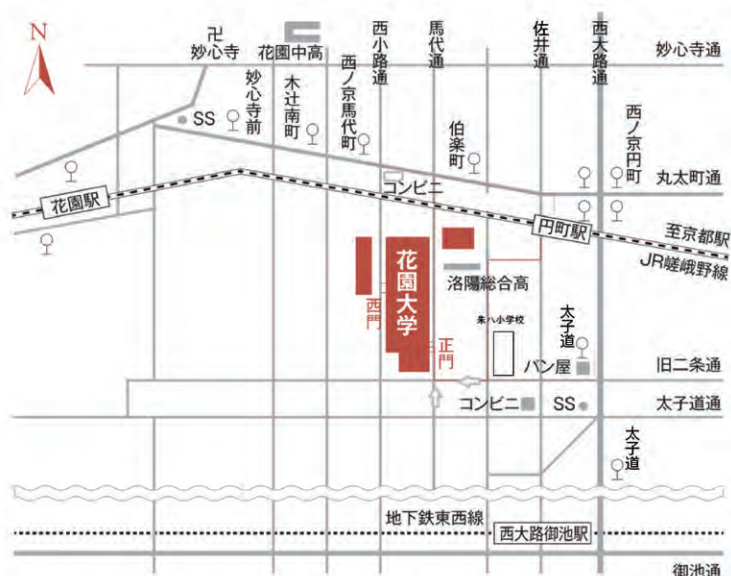 N
卍
妙心寺
花園中高
西小路通
馬代通
佐井通
西大路通
妙心寺通
SS
妙心寺前
木辻南町
西ノ京馬代町
伯楽町
西ノ京円町
コンビニ
丸太町通
花園駅
円町駅
至京都駅
JR嵯峨野線
花園大学
西門
正門
洛陽総合高
朱八小学校
太子道
パン屋
旧二条通
コンビニ
SS
太子道通
太子道
地下鉄東西線
西大路御池駅
御池通